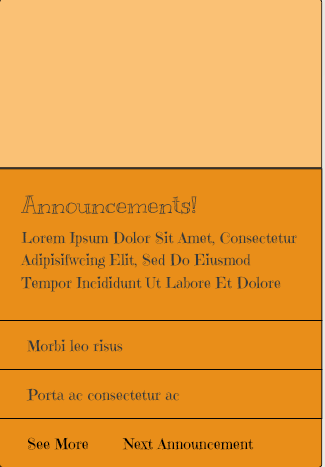 Announcements!
Lorem Ipsum Dolor Sit Amet, Consectetur
Adipisifwcing Elit, Sed Do Eiusmod
Tempor Incididunt Ut Labore Et Dolore
Morbi leo risus
Porta ac consectetur ac
See More Next Announcement